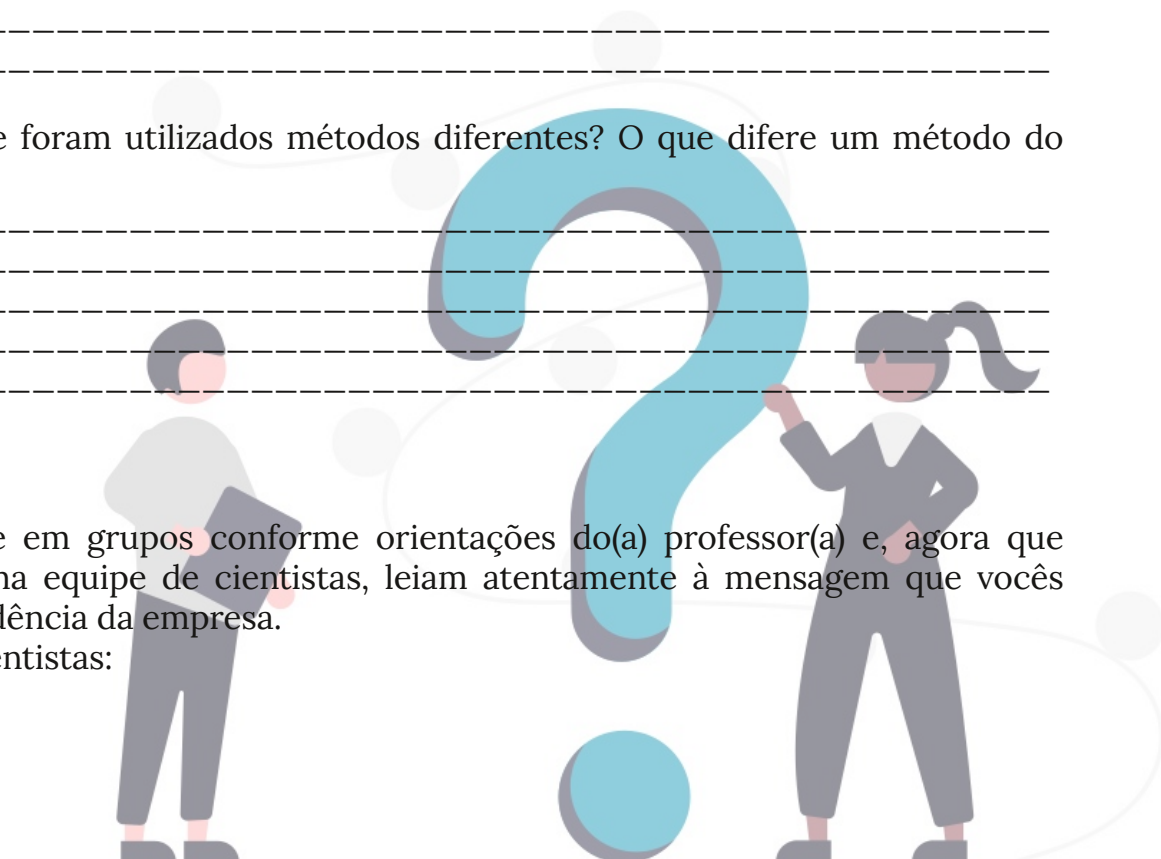 e foram utilizados métodos diferentes? O que difere um método do
e em grupos conforme orientações do(a) professor(a) e, agora que
na equipe de cientistas, leiam atentamente à mensagem que vocês
dência da empresa.
entistas: